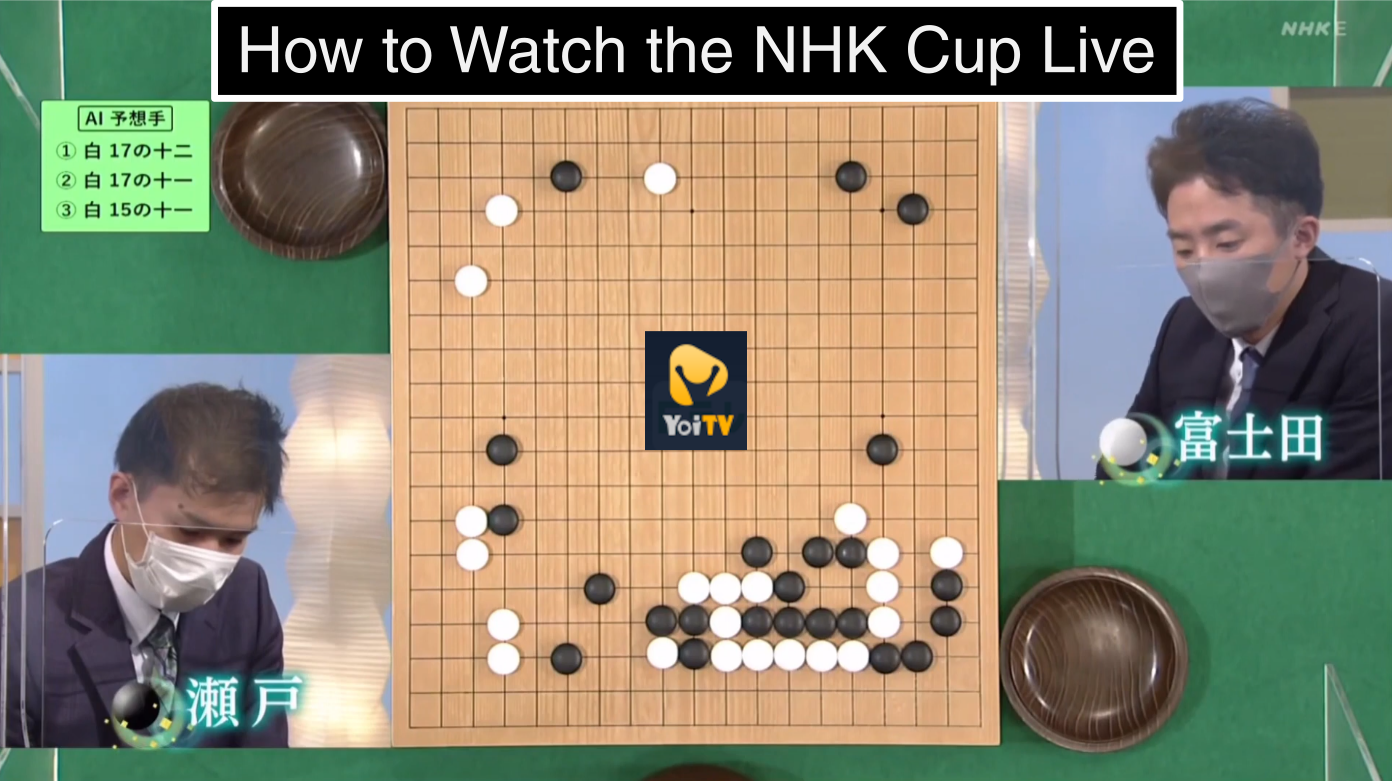 How to Watch the NHK Cup Live
NHKE
AI 予想手
① 白 17の十二
② 白 17の十一
③ 白 15の十一
YoiTV
富士田
瀬戸